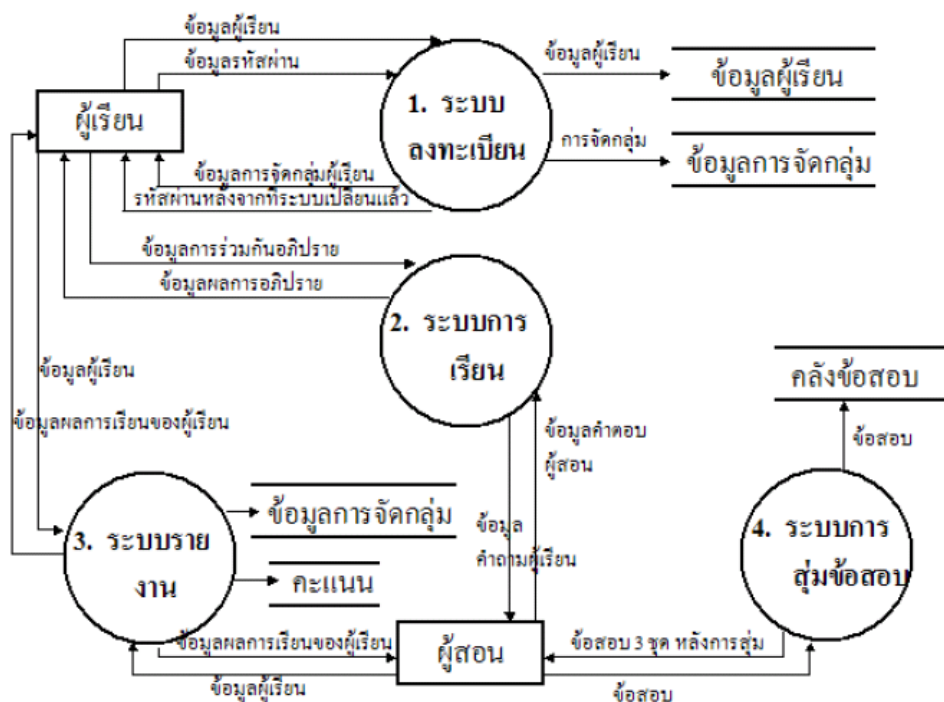 ข้อมูลผู้เรียน
ข้อมูลรหัสผ่าน
ผู้เรียน
1. ระบบ
ลงทะเบียน
ข้อมูลผู้เรียน
ข้อมูลผู้เรียน
การจัดกลุ่ม
ข้อมูลการจัดกลุ่ม
ข้อมูลการจัดกลุ่มผู้เรียน
รหัสผ่านหลังจากที่ระบบเปลี่ยนแล้ว
ข้อมูลการร่วมกันอภิปราย
ข้อมูลผลการอภิปราย
2. ระบบการ
เรียน
ข้อมูลผู้เรียน
ข้อมูลผลการเรียนของผู้เรียน
คลังข้อสอบ
ข้อสอบ
ข้อมูลคำตอบ
ผู้สอน
ข้อมูล
คำถามผู้เรียน
3. ระบบราย
งาน
ข้อมูลการจัดกลุ่ม
คะแนน
4. ระบบการ
สุ่มข้อสอบ
ข้อมูลผลการเรียนของผู้เรียน
ข้อมูลผู้เรียน
ผู้สอน
ข้อสอบ 3 ชุด หลังการสุ่ม
ข้อสอบ